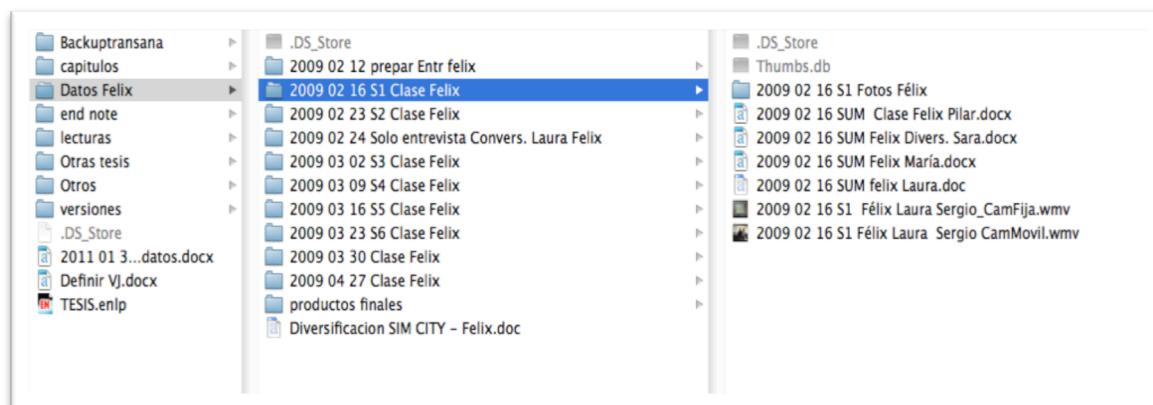 Backuptransana
capitulos
Datos Felix
end note
lecturas
Otras tesis
Otros
versiones
.DS_Store
2011 01 3...datos.docx
Definir VJ.docx
TESIS.enlp
.DS_Store
2009 02 12 prepar Entr felix
2009 02 16 S1 Clase Felix
2009 02 23 S2 Clase Felix
2009 02 24 Solo entrevista Convers. Laura Felix
2009 03 02 S3 Clase Felix
2009 03 09 S4 Clase Felix
2009 03 16 S5 Clase Felix
2009 03 23 S6 Clase Felix
2009 03 30 Clase Felix
2009 04 27 Clase Felix
productos finales
Diversificacion SIM CITY - Felix.doc
.DS_Store
Thumbs.db
2009 02 16 S1 Fotos Félix
2009 02 16 SUM  Clase Felix Pilar.docx
2009 02 16 SUM Felix Divers. Sara.docx
2009 02 16 SUM Felix María.docx
2009 02 16 SUM felix Laura.doc
2009 02 16 S1  Félix Laura Sergio_CamFija.wmv
2009 02 16 S1 Félix Laura  Sergio CamMovil.wmv